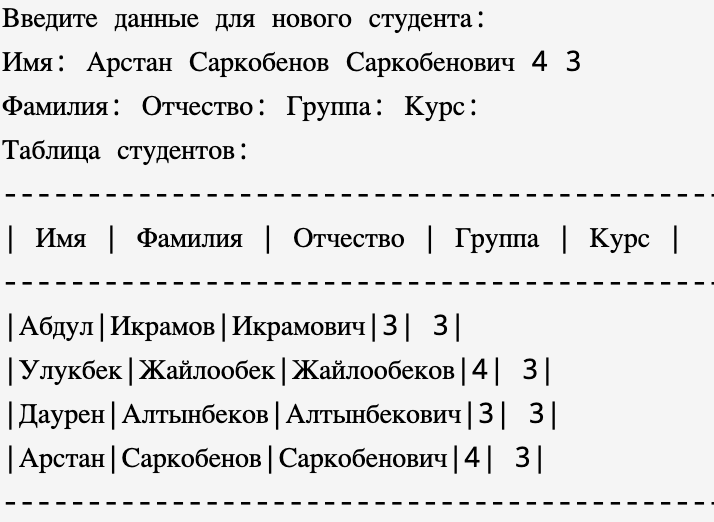 Введите данные для нового студента:
Имя: Арстан Саркобенов Саркобенович 4 3
Фамилия: Отчество: Группа: Курс:
Таблица студентов:
---------------------------------------------
| Имя | Фамилия | Отчество | Группа | Курс |
---------------------------------------------
|Абдул|Икрамов|Икрамович|3| 3|
|Улукбек|Жайлообек|Жайлообеков|4| 3|
|Даурен|Алтынбеков|Алтынбекович|3| 3|
|Арстан|Саркобенов|Саркобенович|4| 3|
---------------------------------------------